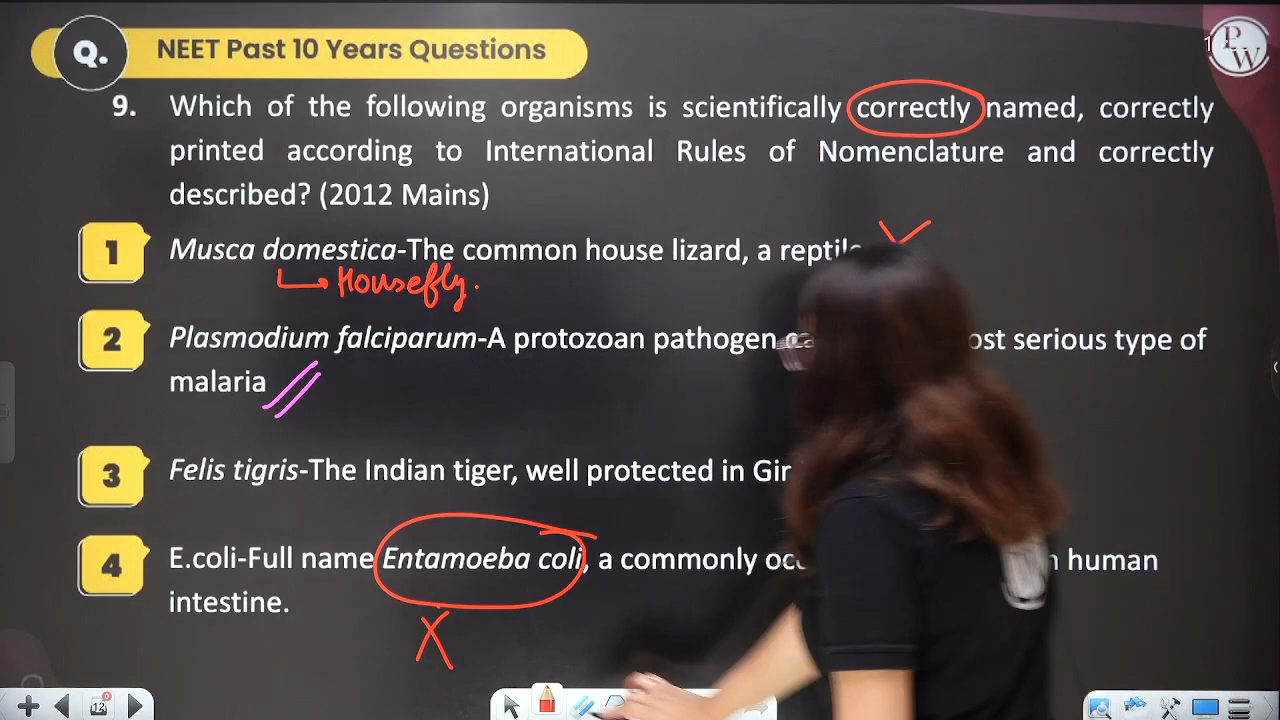 Q. NEET Past 10 Years Questions
PW
9. Which of the following organisms is scientifically correctly named, correctly
printed according to International Rules of Nomenclature and correctly
described? (2012 Mains)
1 Musca domestica-The common house lizard, a reptile
Housefly.
2 Plasmodium falciparum-A protozoan pathogen serious type of
malaria
3 Felis tigris-The Indian tiger, well protected in Gir
4 E.coli-Full name Entamoeba coli, a commonly human
intestine.
X
12